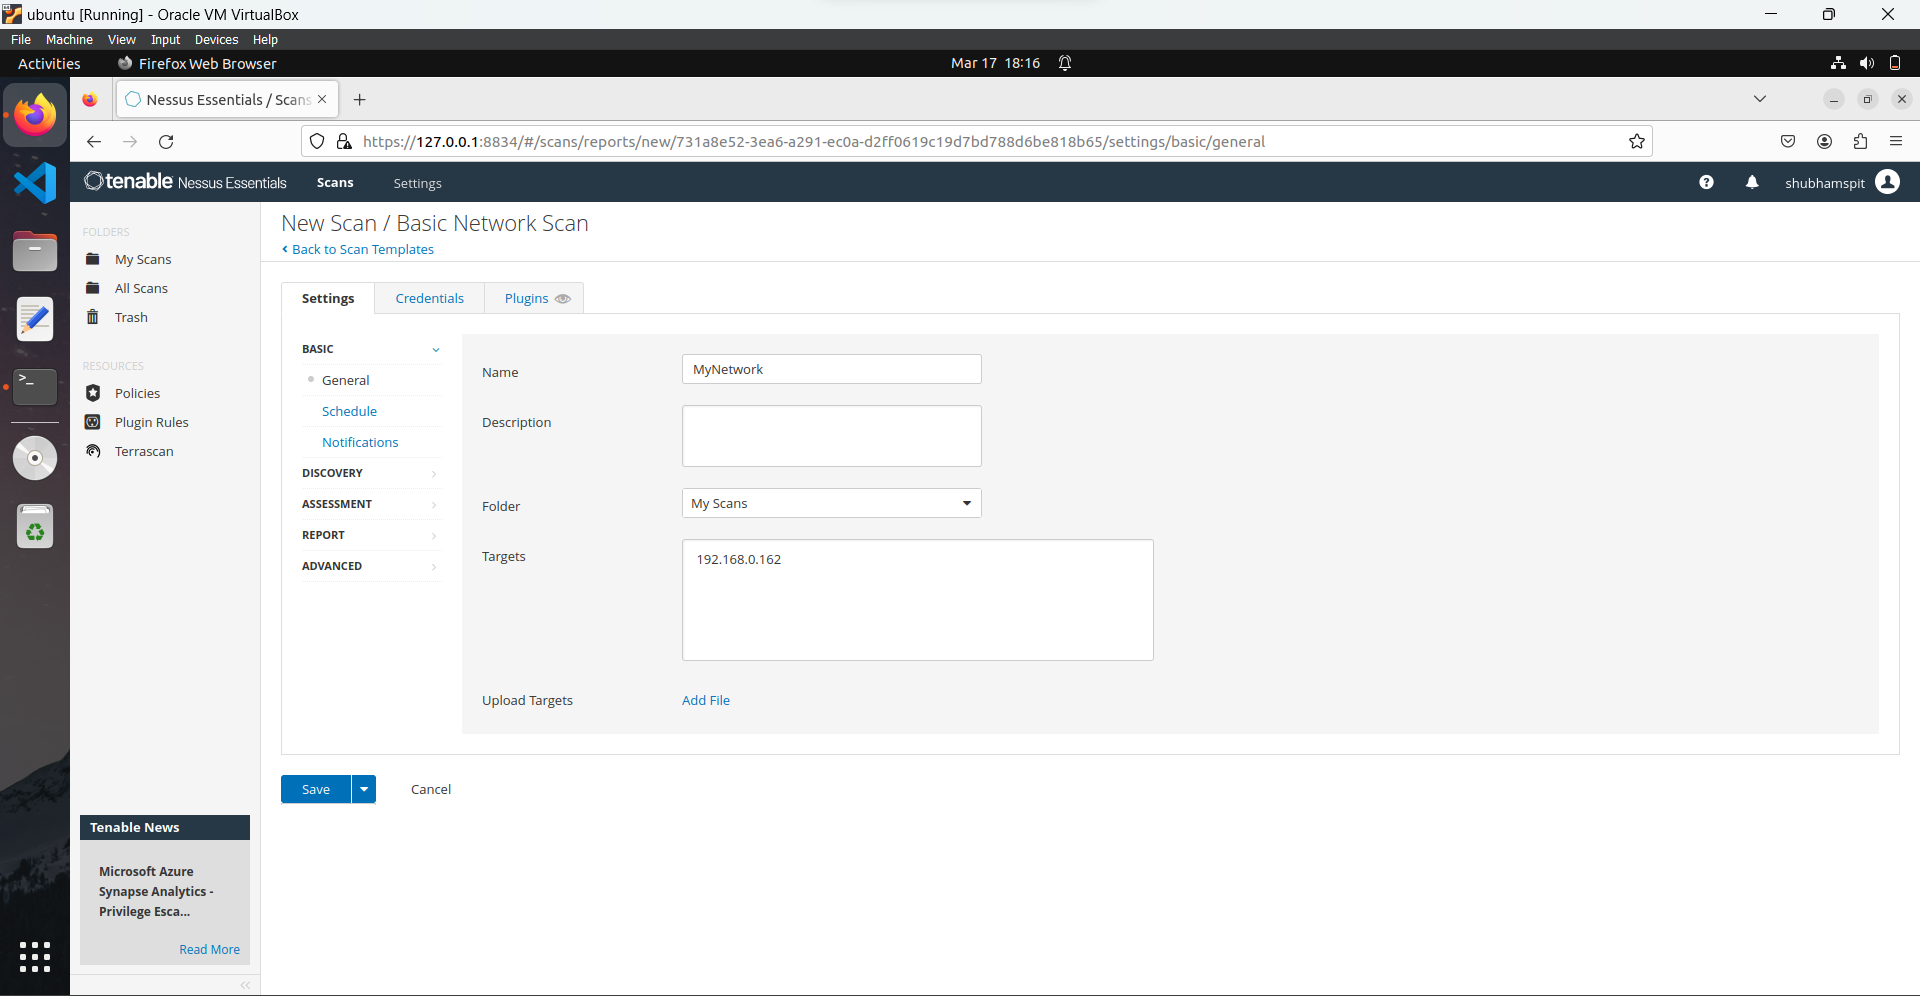 ubuntu [Running] - Oracle VM VirtualBox
File Machine View Input Devices Help
Activities Firefox Web Browser Mar 17 18:16
Nessus Essentials / Scans
https://127.0.0.1:8834/#/scans/reports/new/731a8e52-3ea6-a291-ec0a-d2ff0619c19d7bd788d6be818b65/settings/basic/general
tenable Nessus Essentials Scans Settings shubhamspit
FOLDERS
My Scans
All Scans
Trash
RESOURCES
Policies
Plugin Rules
Terrascan
Tenable News
Microsoft Azure
Synapse Analytics -
Privilege Esca...
Read More
New Scan / Basic Network Scan
Back to Scan Templates
Settings Credentials Plugins
BASIC
General
Schedule
Notifications
DISCOVERY
ASSESSMENT
REPORT
ADVANCED
Name MyNetwork
Description
Folder My Scans
Targets 192.168.0.162
Upload Targets Add File
Save Cancel